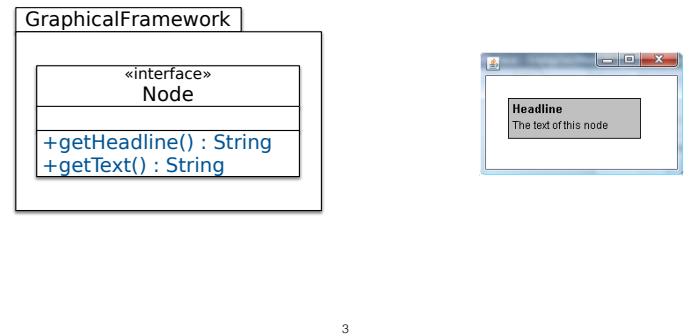 GraphicalFramework
«interface»
Node
+getHeadline() : String
+getText() : String
Headline
The text of this node
3